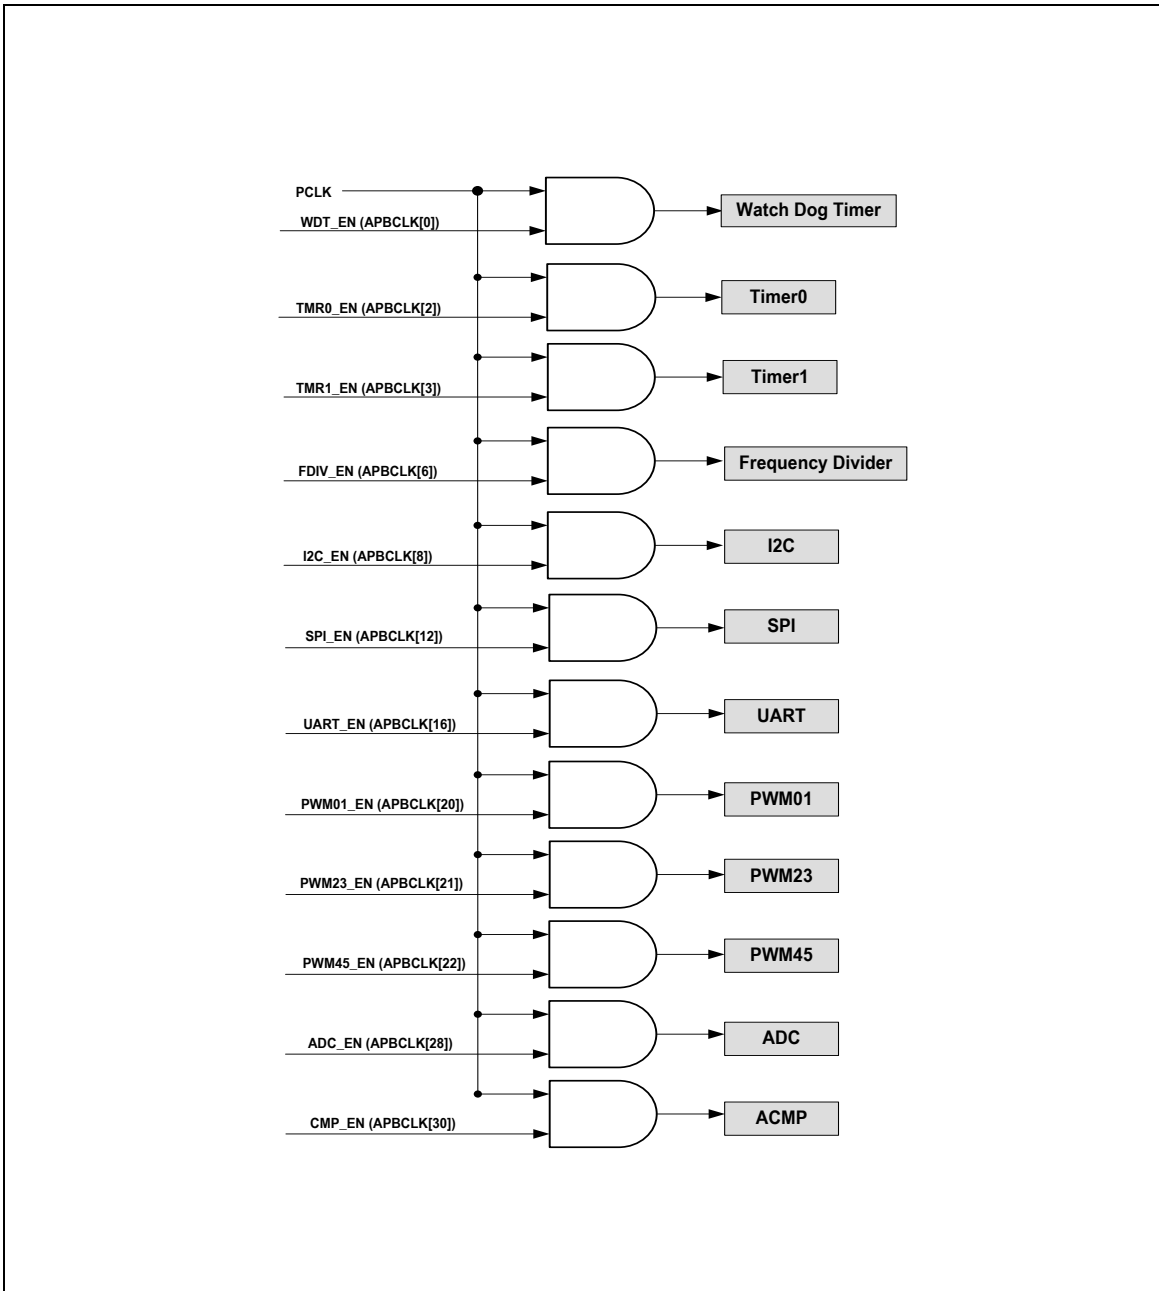 PCLK
WDT_EN (APBCLK[0])
Watch Dog Timer
TMR0_EN (APBCLK[2])
Timer0
TMR1_EN (APBCLK[3])
Timer1
FDIV_EN (APBCLK[6])
Frequency Divider
I2C_EN (APBCLK[8])
I2C
SPI_EN (APBCLK[12])
SPI
UART_EN (APBCLK[16])
UART
PWM01_EN (APBCLK[20])
PWM01
PWM23_EN (APBCLK[21])
PWM23
PWM45_EN (APBCLK[22])
PWM45
ADC_EN (APBCLK[28])
ADC
CMP_EN (APBCLK[30])
ACMP